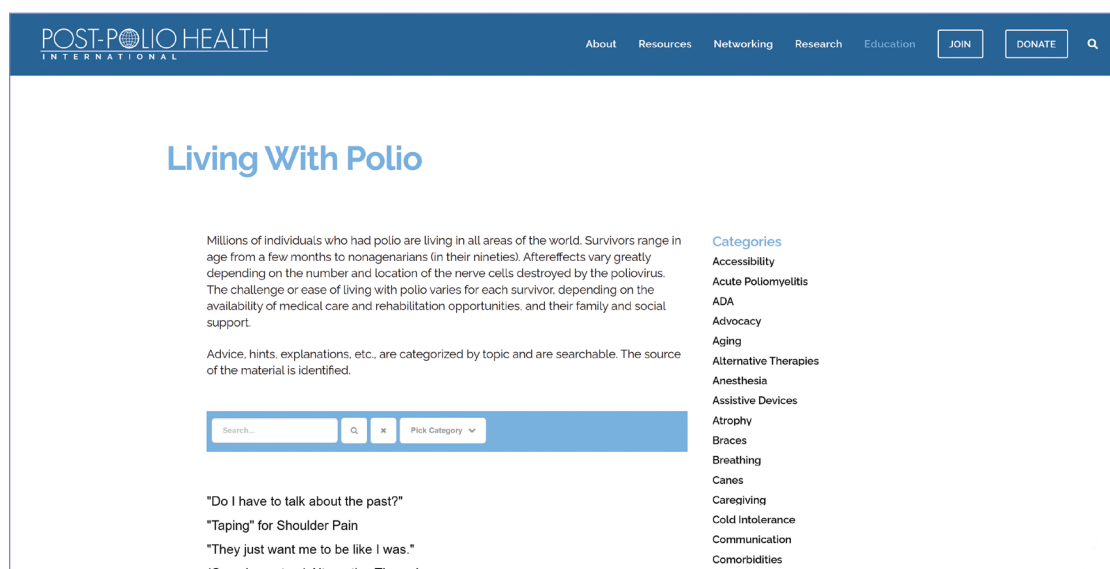 POST-POLIO HEALTH
INTERNATIONAL
About Resources Networking Research Education JOIN DONATE
Living With Polio
Millions of individuals who had polio are living in all areas of the world. Survivors range in
age from a few months to nonagenarians (in their nineties). Aftereffects vary greatly
depending on the number and location of the nerve cells destroyed by the poliovirus.
The challenge or ease of living with polio varies for each survivor, depending on the
availability of medical care and rehabilitation opportunities, and their family and social
support.
Advice, hints, explanations, etc., are categorized by topic and are searchable. The source
of the material is identified.
Search...
Pick Category
"Do I have to talk about the past?"
"Taping" for Shoulder Pain
"They just want me to be like I was."
Categories
Accessibility
Acute Poliomyelitis
ADA
Advocacy
Aging
Alternative Therapies
Anesthesia
Assistive Devices
Atrophy
Braces
Breathing
Canes
Caregiving
Cold Intolerance
Communication
Comorbidities